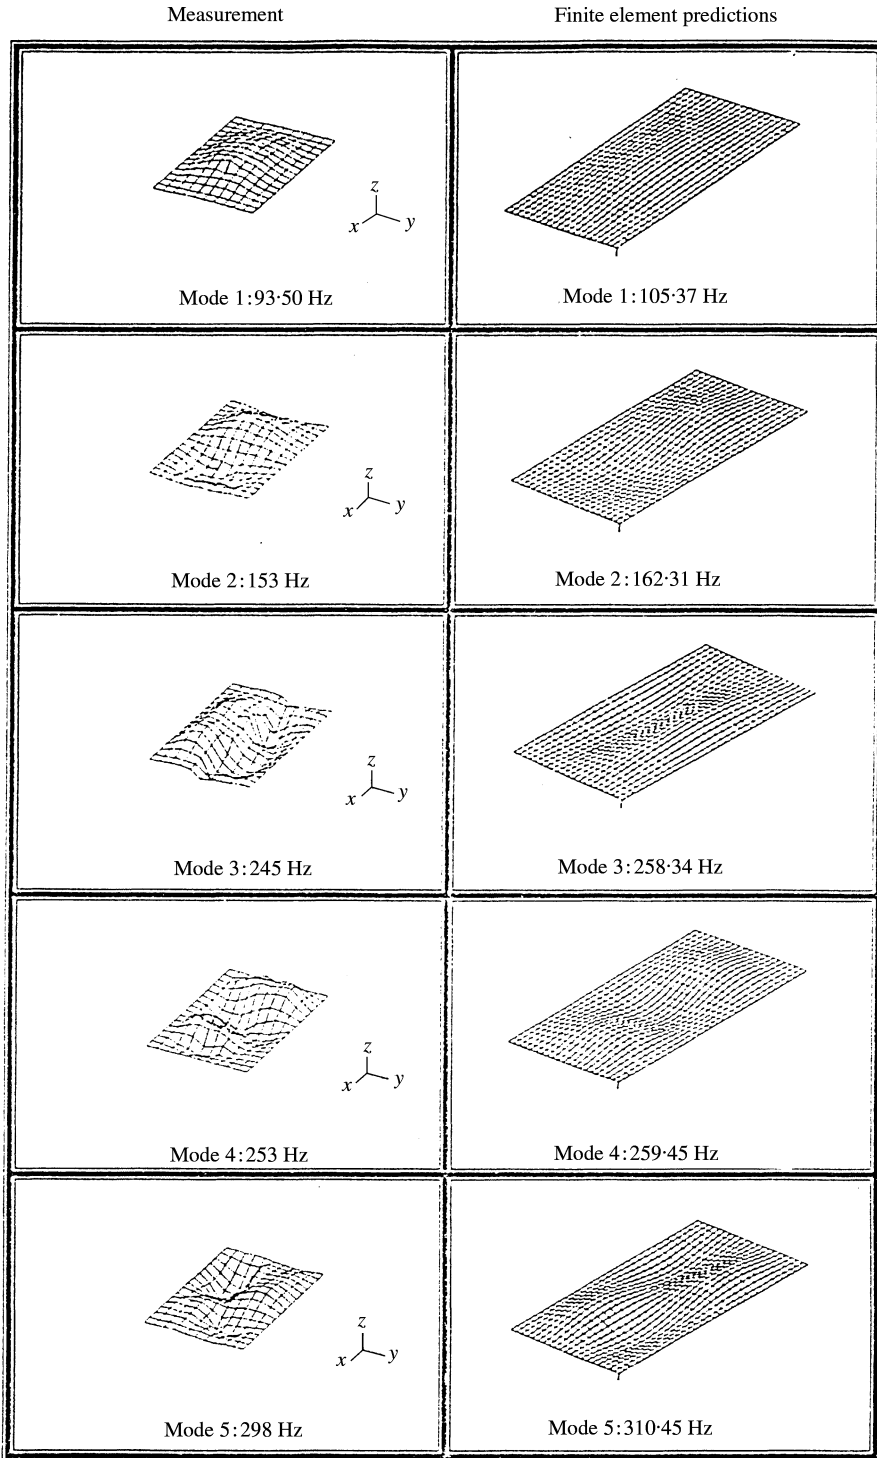 Measurement Finite element predictions
z
x y
Mode 1:93·50 Hz Mode 1:105·37 Hz
z
x y
Mode 2:153 Hz Mode 2:162·31 Hz
z
x y
Mode 3:245 Hz Mode 3:258·34 Hz
z
x y
Mode 4:253 Hz Mode 4:259·45 Hz
z
x y
Mode 5:298 Hz Mode 5:310·45 Hz